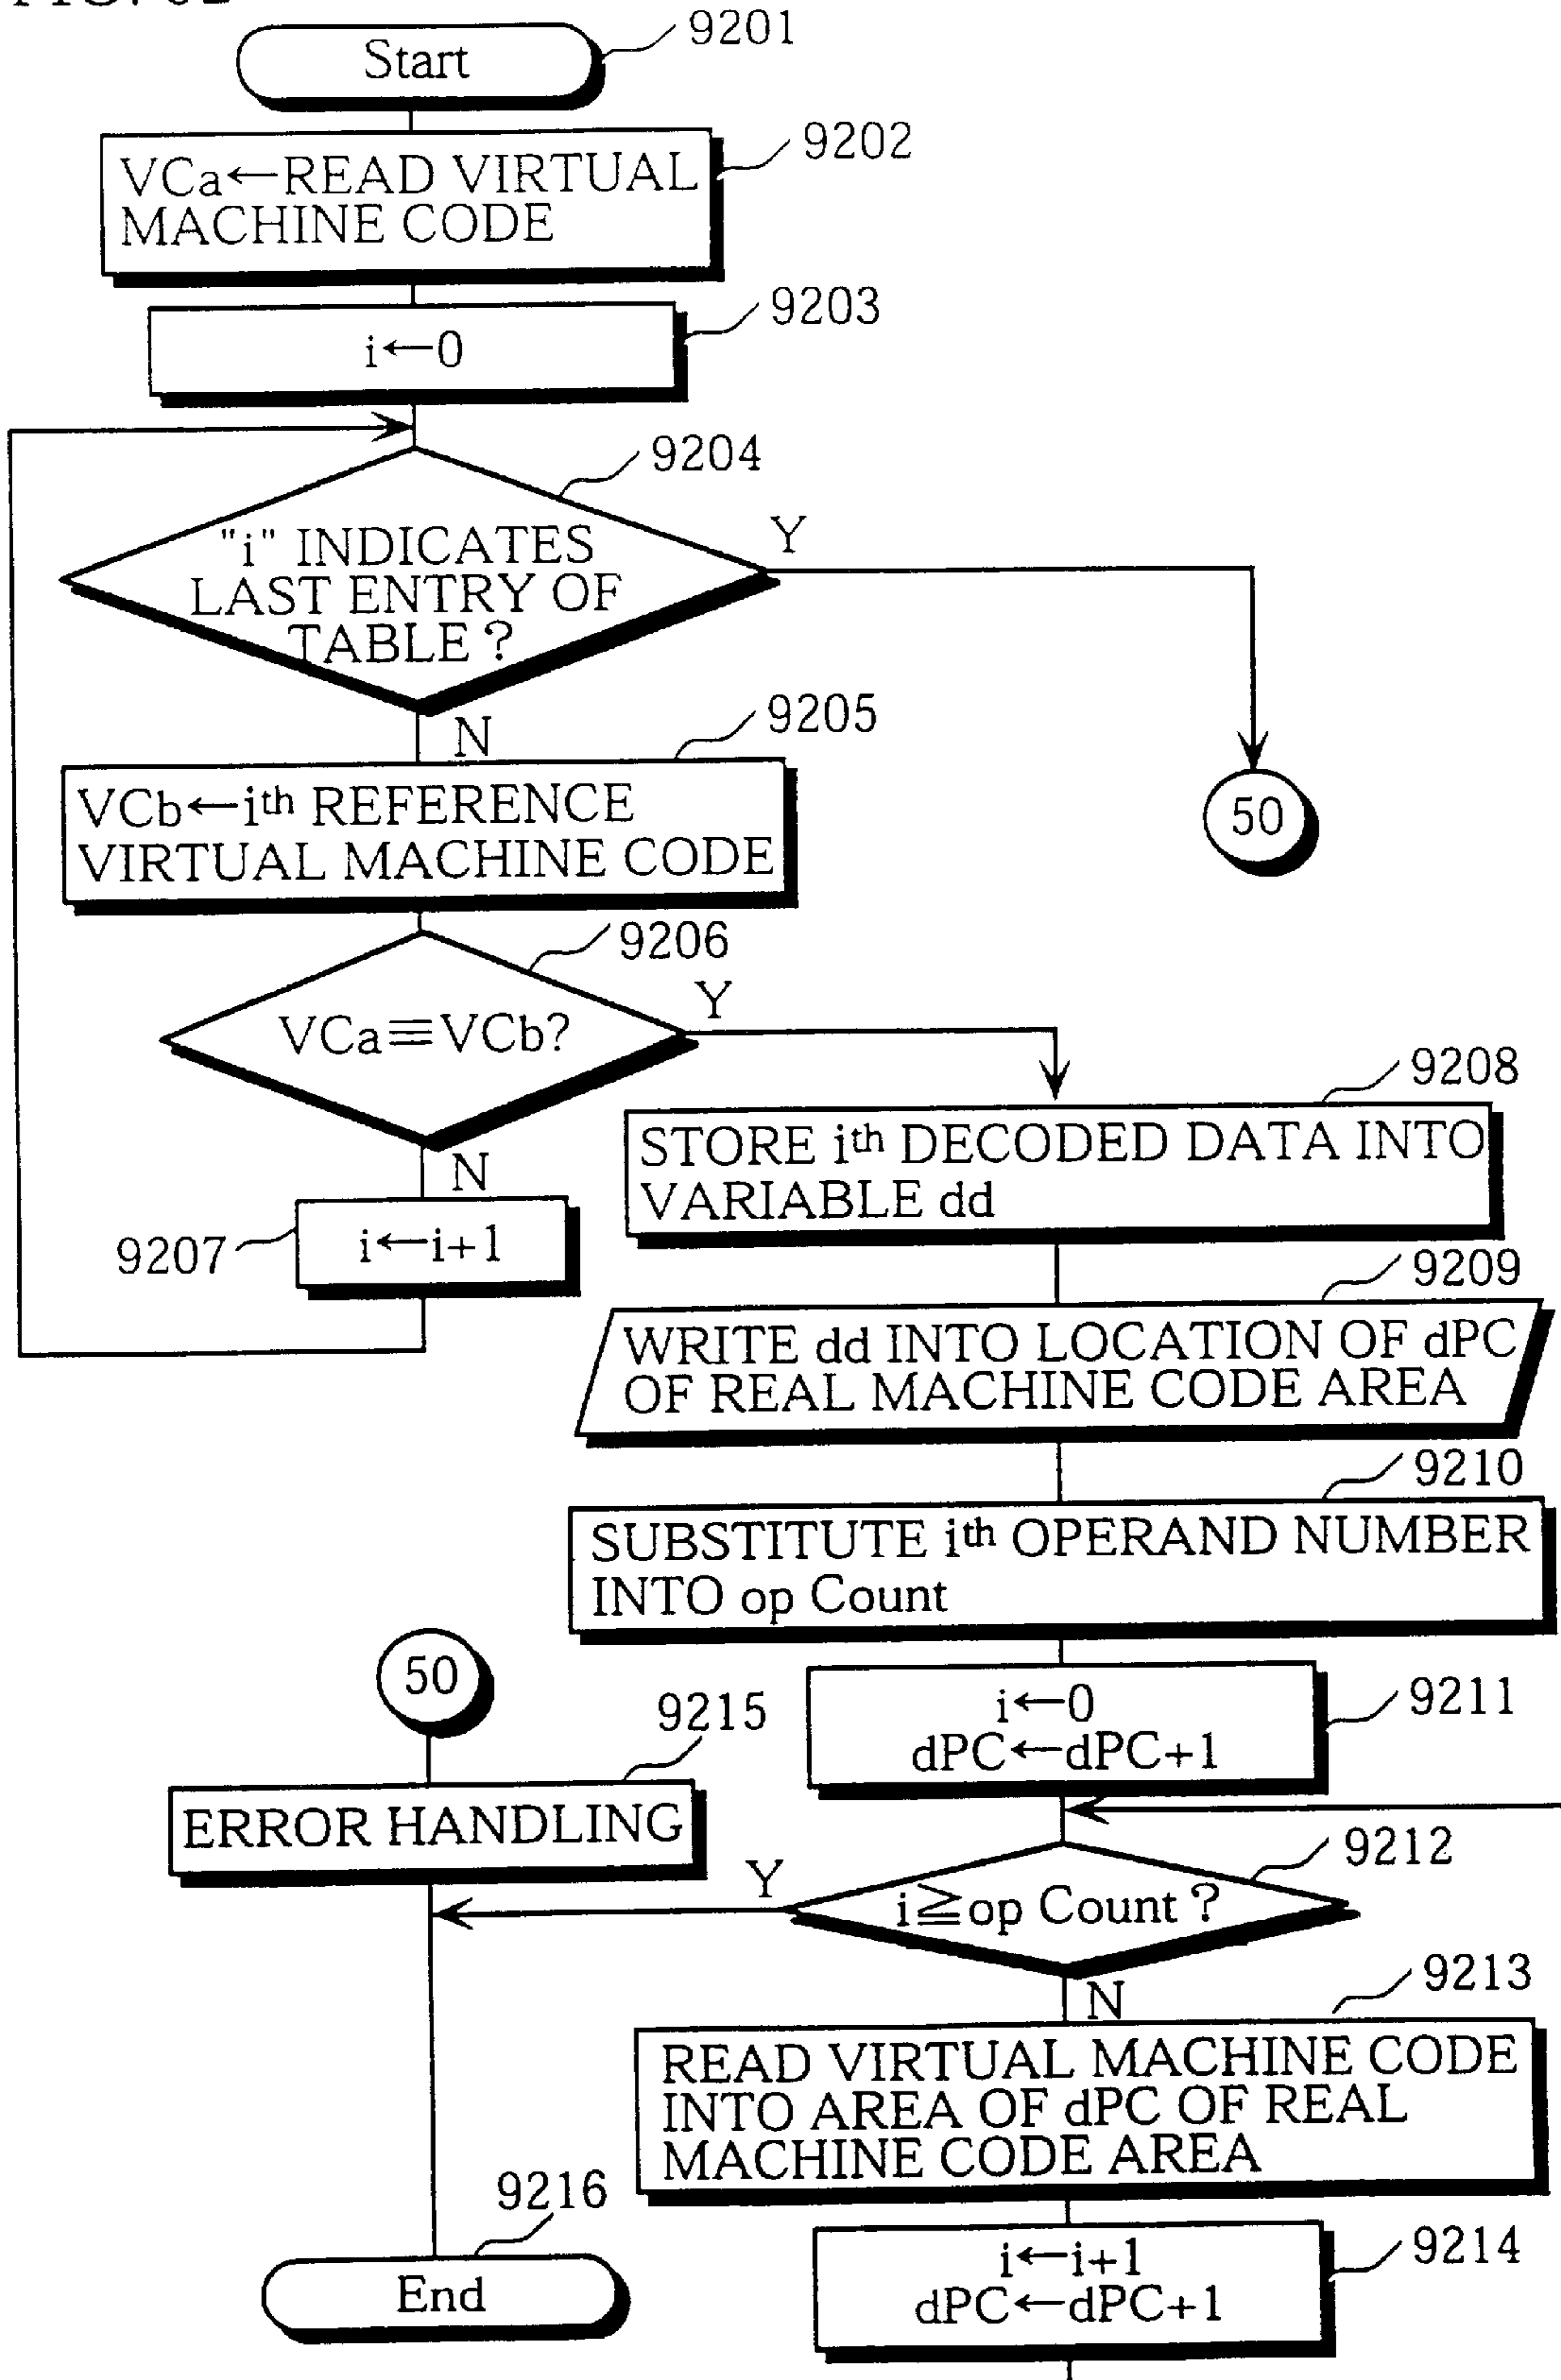 Start
9201
VCa←READ VIRTUAL
MACHINE CODE
9202
i←0
9203
9204
"i" INDICATES
LAST ENTRY OF
TABLE ?
Y
N
50
9205
VCb←ith REFERENCE
VIRTUAL MACHINE CODE
9206
VCa≡VCb?
Y
N
9207
i←i+1
9208
STORE ith DECODED DATA INTO
VARIABLE dd
9209
WRITE dd INTO LOCATION OF dPC
OF REAL MACHINE CODE AREA
9210
SUBSTITUTE ith OPERAND NUMBER
INTO op Count
i←0
dPC←dPC+1
9211
50
9215
ERROR HANDLING
9212
i≧op Count ?
Y
N
9213
READ VIRTUAL MACHINE CODE
INTO AREA OF dPC OF REAL
MACHINE CODE AREA
i←i+1
dPC←dPC+1
9214
9216
End